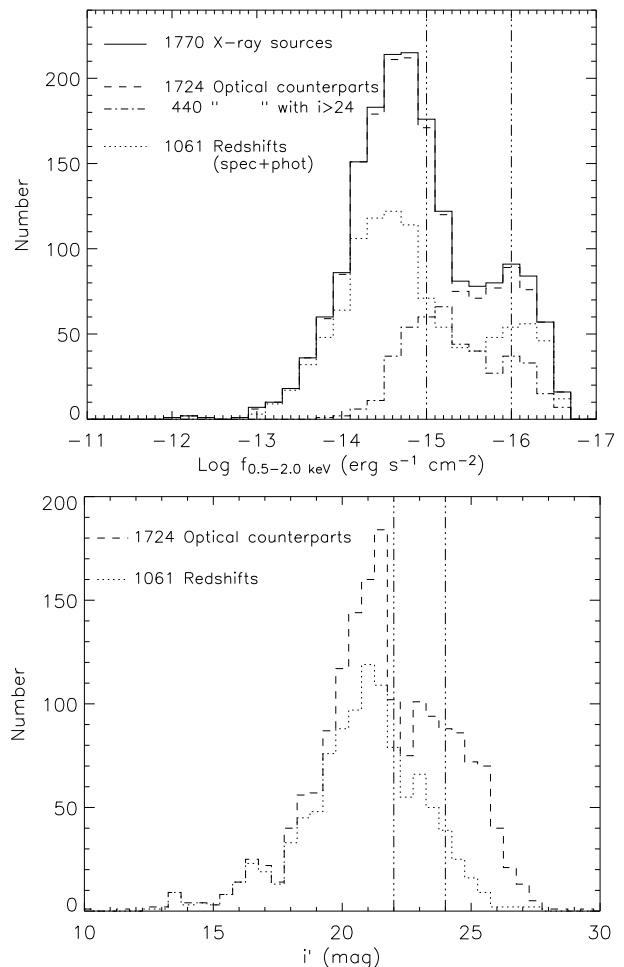 1770 X-ray sources
1724 Optical counterparts
440 "      " with i>24
1061 Redshifts
(spec+phot)
200
150
100
50
0
Number
-11 -12 -13 -14 -15 -16 -17
Log f0.5-2.0 keV (erg s-1 cm-2)
200
150
100
50
0
Number
1724 Optical counterparts
1061 Redshifts
10 15 20 25 30
i' (mag)